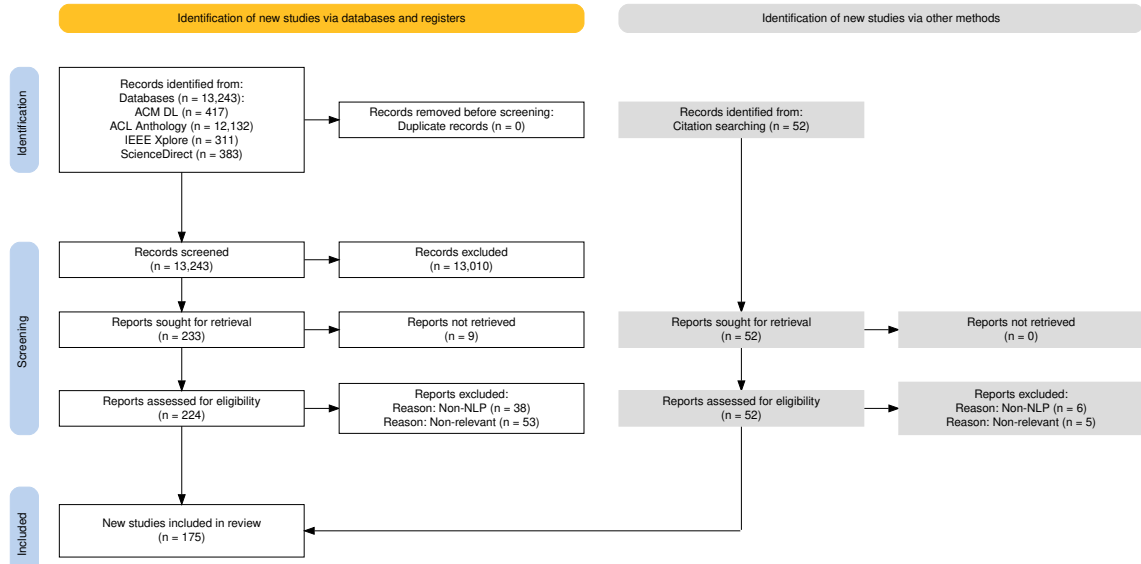 Identification of new studies via databases and registers
Identification of new studies via other methods
Identification
Records identified from:
Databases (n = 13,243):
ACM DL (n = 417)
ACL Anthology (n = 12,132)
IEEE Xplore (n = 311)
ScienceDirect (n = 383)
Records removed before screening:
Duplicate records (n = 0)
Records identified from:
Citation searching (n = 52)
Screening
Records screened
(n = 13,243)
Records excluded
(n = 13,010)
Reports sought for retrieval
(n = 233)
Reports not retrieved
(n = 9)
Reports sought for retrieval
(n = 52)
Reports not retrieved
(n = 0)
Reports assessed for eligibility
(n = 224)
Reports excluded:
Reason: Non-NLP (n = 38)
Reason: Non-relevant (n = 53)
Reports assessed for eligibility
(n = 52)
Reports excluded:
Reason: Non-NLP (n = 6)
Reason: Non-relevant (n = 5)
Included
New studies included in review
(n = 175)